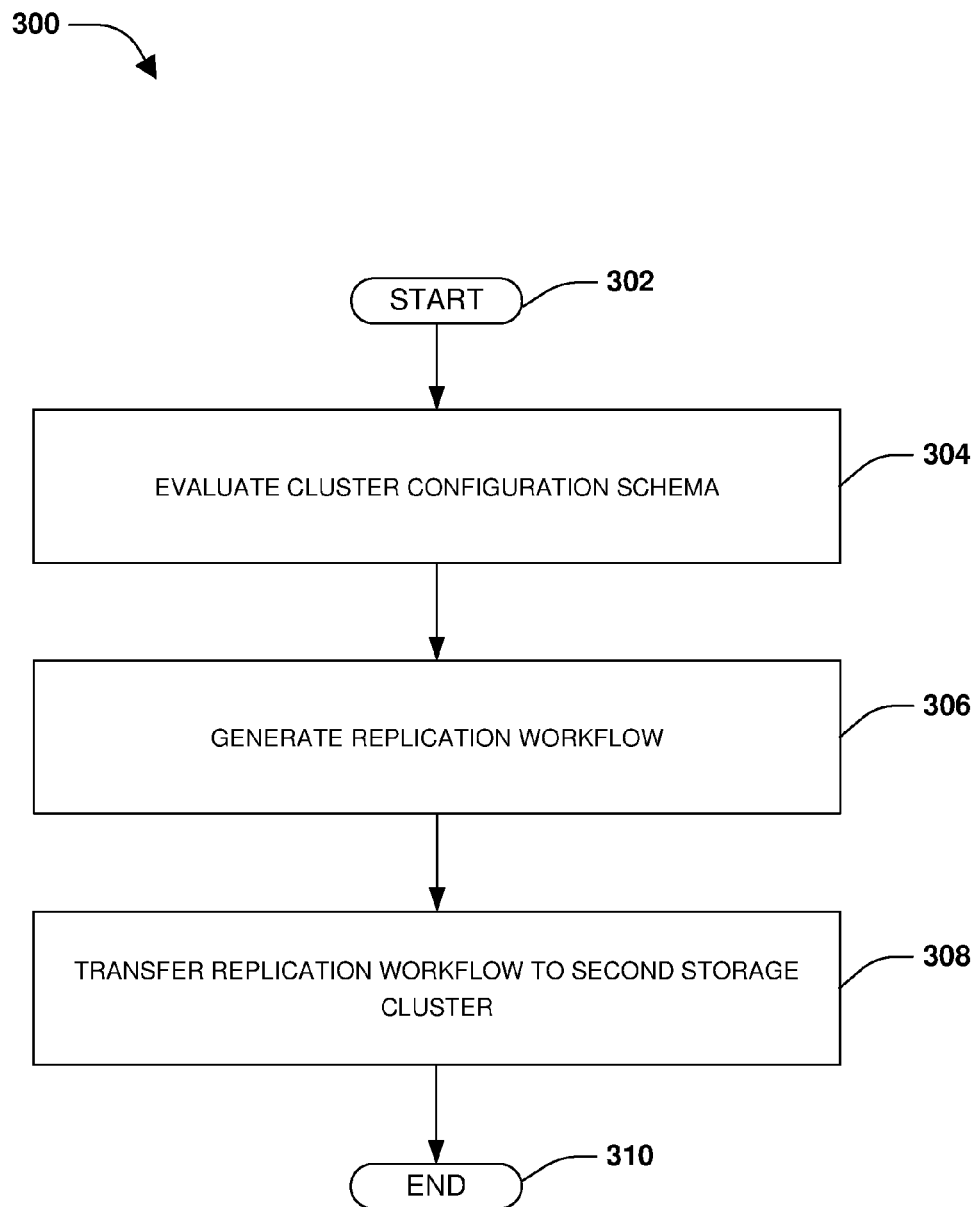 300
START
302
EVALUATE CLUSTER CONFIGURATION SCHEMA
304
GENERATE REPLICATION WORKFLOW
306
TRANSFER REPLICATION WORKFLOW TO SECOND STORAGE
CLUSTER
308
END
310